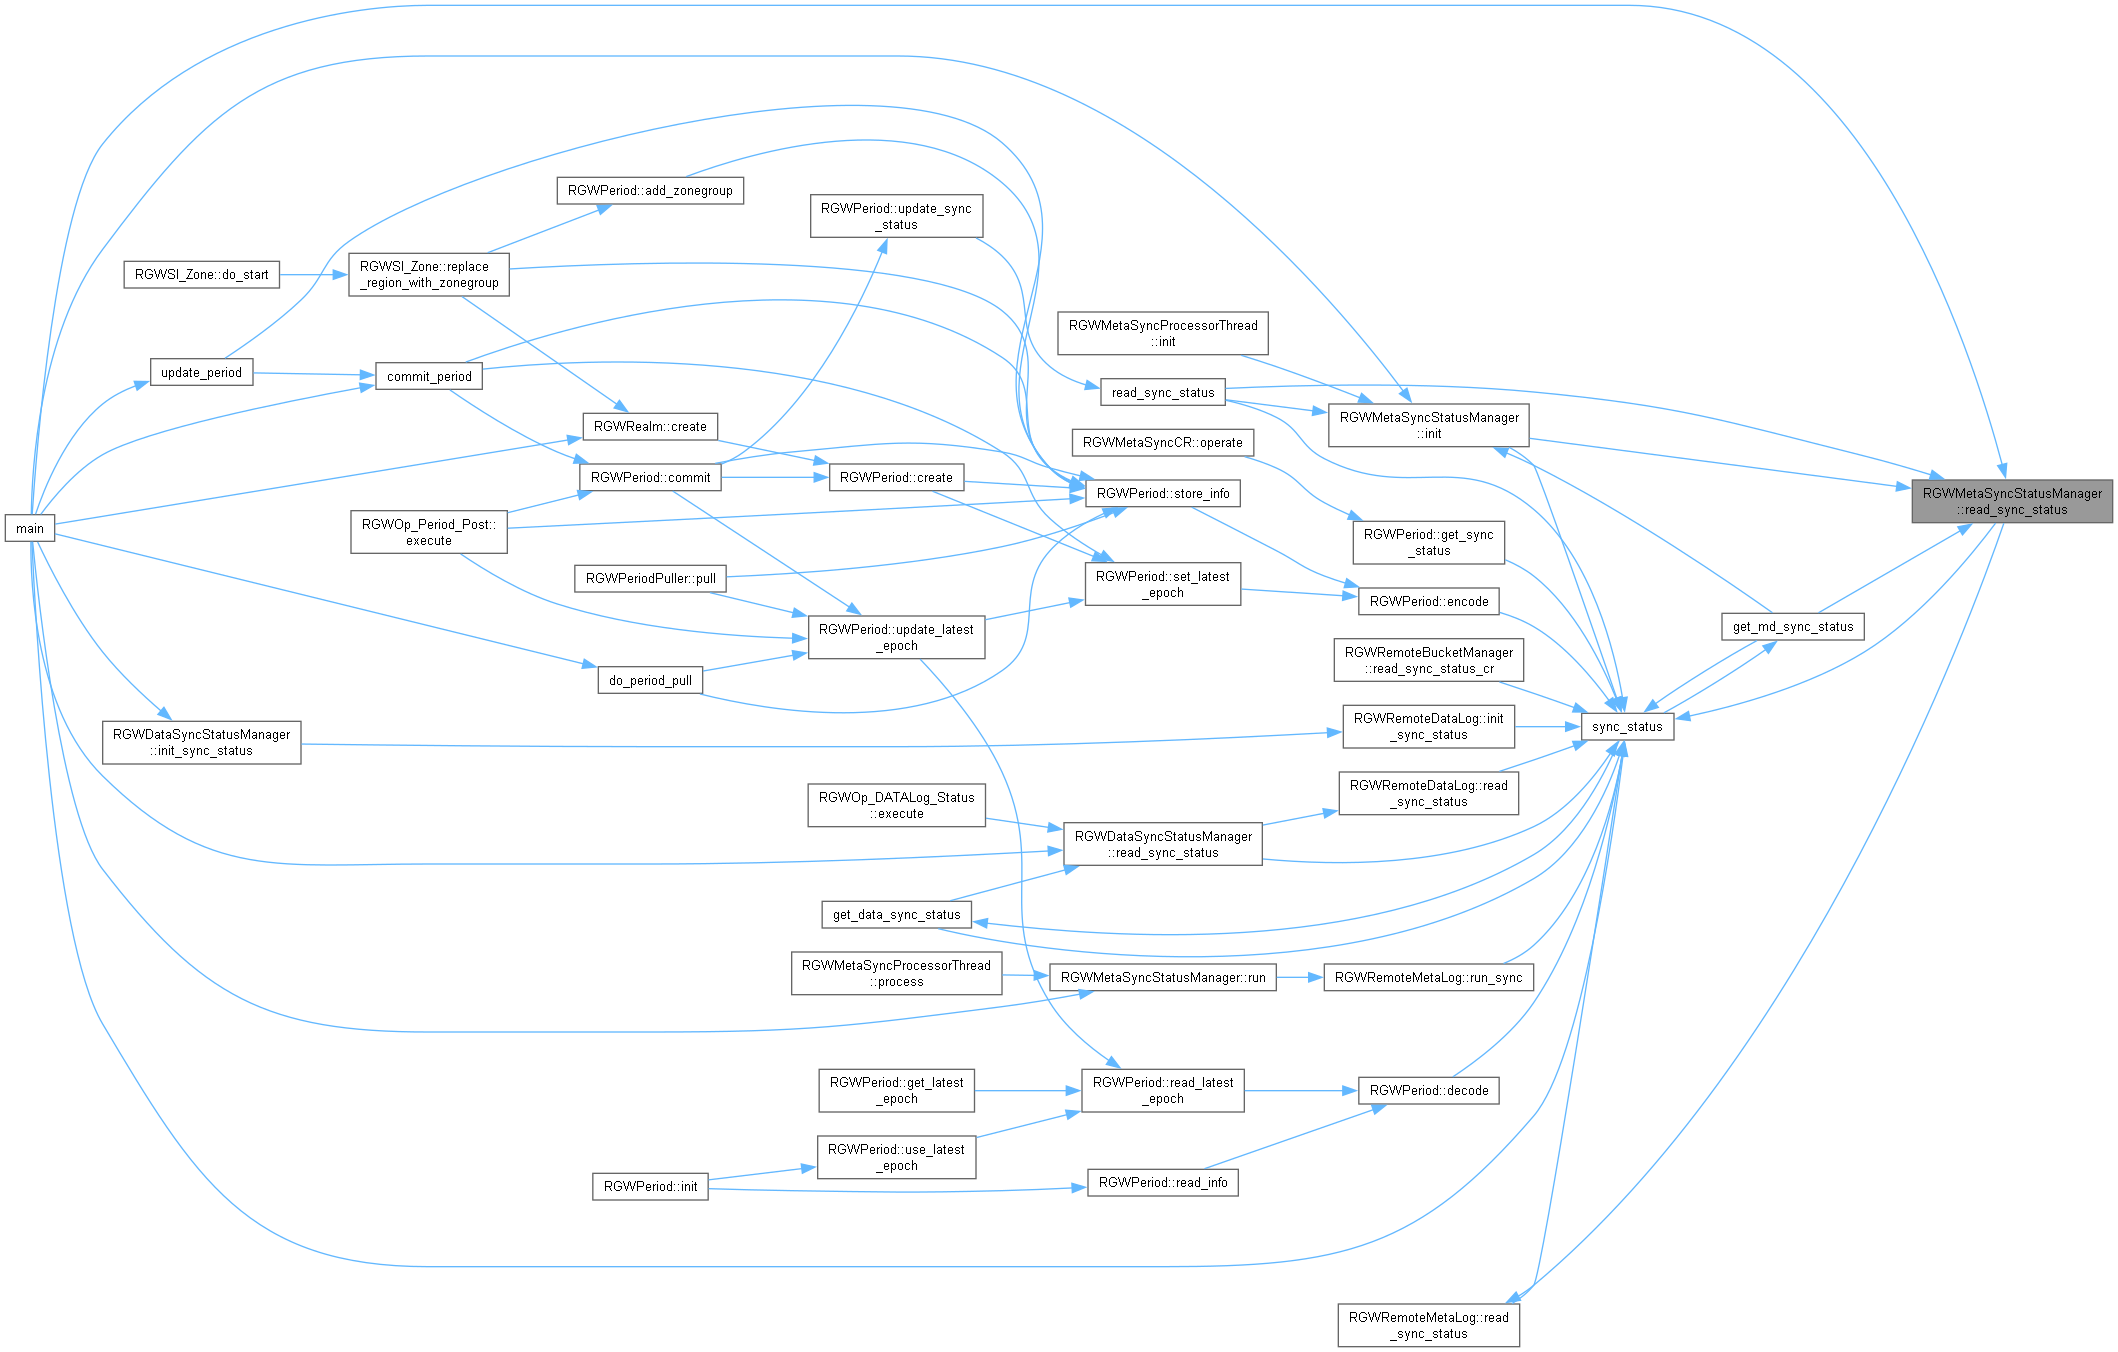 RGWPeriod::add_zonegroup
RGWPeriod::update_sync
_status
RGWSI_Zone::do_start
RGWSI_Zone::replace
_region_with_zonegroup
RGWMetaSyncProcessorThread
::init
update_period
commit_period
read_sync_status
RGWRealm::create
RGWMetaSyncStatusManager
::init
RGWMetaSyncCR::operate
RGWPeriod::commit
RGWPeriod::create
RGWPeriod::store_info
RGWMetaSyncStatusManager
::read_sync_status
main
RGWOp_Period_Post::
execute
RGWPeriod::get_sync
_status
RGWPeriodPuller::pull
RGWPeriod::set_latest
_epoch
RGWPeriod::encode
RGWPeriod::update_latest
_epoch
get_md_sync_status
RGWRemoteBucketManager
::read_sync_status_cr
do_period_pull
RGWDataSyncStatusManager
::init_sync_status
RGWRemoteDataLog::init
_sync_status
sync_status
RGWRemoteDataLog::read
_sync_status
RGWOp_DATALog_Status
::execute
RGWDataSyncStatusManager
::read_sync_status
get_data_sync_status
RGWMetaSyncProcessorThread
::process
RGWMetaSyncStatusManager::run
RGWRemoteMetaLog::run_sync
RGWPeriod::get_latest
_epoch
RGWPeriod::read_latest
_epoch
RGWPeriod::decode
RGWPeriod::use_latest
_epoch
RGWPeriod::init
RGWPeriod::read_info
RGWRemoteMetaLog::read
_sync_status